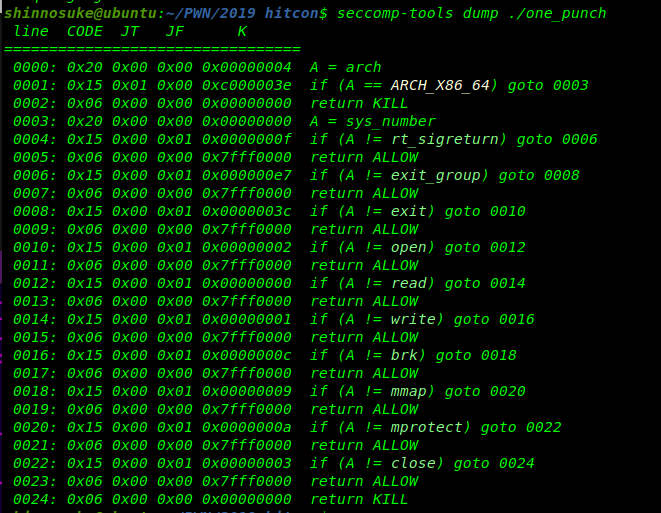 shinnosuke@ubuntu:~/PWN/2019 hitcon$ seccomp-tools dump ./one_punch
line CODE JT JF K
=================================
0000: 0x20 0x00 0x00 0x00000004 A = arch
0001: 0x15 0x01 0x00 0xc000003e if (A == ARCH_X86_64) goto 0003
0002: 0x06 0x00 0x00 0x00000000 return KILL
0003: 0x20 0x00 0x00 0x00000000 A = sys_number
0004: 0x15 0x00 0x01 0x0000000f if (A != rt_sigreturn) goto 0006
0005: 0x06 0x00 0x00 0x7fff0000 return ALLOW
0006: 0x15 0x00 0x01 0x000000e7 if (A != exit_group) goto 0008
0007: 0x06 0x00 0x00 0x7fff0000 return ALLOW
0008: 0x15 0x00 0x01 0x0000003c if (A != exit) goto 0010
0009: 0x06 0x00 0x00 0x7fff0000 return ALLOW
0010: 0x15 0x00 0x01 0x00000002 if (A != open) goto 0012
0011: 0x06 0x00 0x00 0x7fff0000 return ALLOW
0012: 0x15 0x00 0x01 0x00000000 if (A != read) goto 0014
0013: 0x06 0x00 0x00 0x7fff0000 return ALLOW
0014: 0x15 0x00 0x01 0x00000001 if (A != write) goto 0016
0015: 0x06 0x00 0x00 0x7fff0000 return ALLOW
0016: 0x15 0x00 0x01 0x0000000c if (A != brk) goto 0018
0017: 0x06 0x00 0x00 0x7fff0000 return ALLOW
0018: 0x15 0x00 0x01 0x00000009 if (A != mmap) goto 0020
0019: 0x06 0x00 0x00 0x7fff0000 return ALLOW
0020: 0x15 0x00 0x01 0x0000000a if (A != mprotect) goto 0022
0021: 0x06 0x00 0x00 0x7fff0000 return ALLOW
0022: 0x15 0x00 0x01 0x00000003 if (A != close) goto 0024
0023: 0x06 0x00 0x00 0x7fff0000 return ALLOW
0024: 0x06 0x00 0x00 0x00000000 return KILL